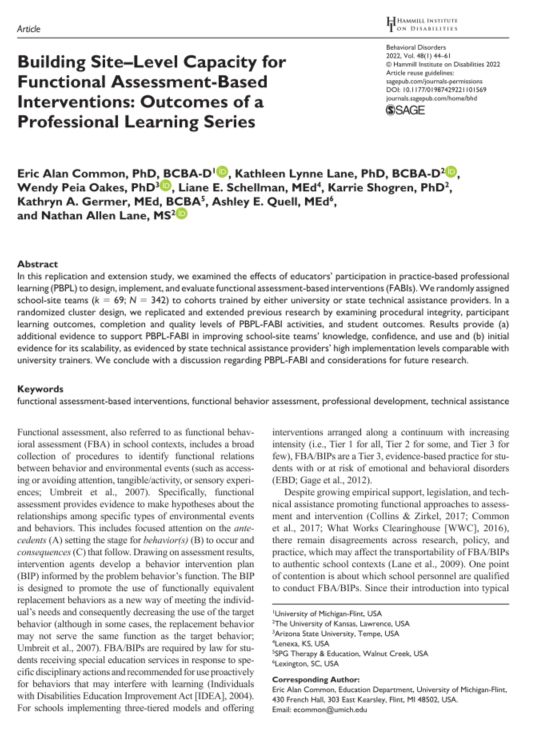 Article
HAMMILL INSTITUTE
ON DISABILITIES
Building Site–Level Capacity for
Functional Assessment-Based
Interventions: Outcomes of a
Professional Learning Series
Behavioral Disorders
2022, Vol. 48(1) 44–61
© Hammill Institute on Disabilities 2022
Article reuse guidelines:
sagepub.com/journals-permissions
DOI: 10.1177/01987429221101569
journals.sagepub.com/home/bhd
SAGE
Eric Alan Common, PhD, BCBA-D1 iD, Kathleen Lynne Lane, PhD, BCBA-D2 iD,
Wendy Peia Oakes, PhD3 iD, Liane E. Schellman, MEd4, Karrie Shogren, PhD2,
Kathryn A. Germer, MEd, BCBA5, Ashley E. Quell, MEd6,
and Nathan Allen Lane, MS2 iD
Abstract
In this replication and extension study, we examined the effects of educators' participation in practice-based professional
learning (PBPL) to design, implement, and evaluate functional assessment-based interventions (FABIs). We randomly assigned
school-site teams (k = 69; N = 342) to cohorts trained by either university or state technical assistance providers. In a
randomized cluster design, we replicated and extended previous research by examining procedural integrity, participant
learning outcomes, completion and quality levels of PBPL-FABI activities, and student outcomes. Results provide (a)
additional evidence to support PBPL-FABI in improving school-site teams' knowledge, confidence, and use and (b) initial
evidence for its scalability, as evidenced by state technical assistance providers' high implementation levels comparable with
university trainers. We conclude with a discussion regarding PBPL-FABI and considerations for future research.
Keywords
functional assessment-based interventions, functional behavior assessment, professional development, technical assistance
Functional assessment, also referred to as functional behav-
ioral assessment (FBA) in school contexts, includes a broad
collection of procedures to identify functional relations
between behavior and environmental events (such as access-
ing or avoiding attention, tangible/activity, or sensory experi-
ences; Umbreit et al., 2007). Specifically, functional
assessment provides evidence to make hypotheses about the
relationships among specific types of environmental events
and behaviors. This includes focused attention on the ante-
cedents (A) setting the stage for behavior(s) (B) to occur and
consequences (C) that follow. Drawing on assessment results,
intervention agents develop a behavior intervention plan
(BIP) informed by the problem behavior's function. The BIP
is designed to promote the use of functionally equivalent
replacement behaviors as a new way of meeting the individ-
ual's needs and consequently decreasing the use of the target
behavior (although in some cases, the replacement behavior
may not serve the same function as the target behavior;
Umbreit et al., 2007). FBA/BIPs are required by law for stu-
dents receiving special education services in response to spe-
cific disciplinary actions and recommended for use proactively
for behaviors that may interfere with learning (Individuals
with Disabilities Education Improvement Act [IDEA], 2004).
For schools implementing three-tiered models and offering
interventions arranged along a continuum with increasing
intensity (i.e., Tier 1 for all, Tier 2 for some, and Tier 3 for
few), FBA/BIPs are a Tier 3, evidence-based practice for stu-
dents with or at risk of emotional and behavioral disorders
(EBD; Gage et al., 2012).
Despite growing empirical support, legislation, and tech-
nical assistance promoting functional approaches to assess-
ment and intervention (Collins & Zirkel, 2017; Common
et al., 2017; What Works Clearinghouse [WWC], 2016),
there remain disagreements across research, policy, and
practice, which may affect the transportability of FBA/BIPs
to authentic school contexts (Lane et al., 2009). One point
of contention is about which school personnel are qualified
to conduct FBA/BIPs. Since their introduction into typical
1University of Michigan-Flint, USA
2The University of Kansas, Lawrence, USA
3Arizona State University, Tempe, USA
4Lenexa, KS, USA
5SPG Therapy & Education, Walnut Creek, USA
6Lexington, SC, USA
Corresponding Author:
Eric Alan Common, Education Department, University of Michigan-Flint,
430 French Hall, 303 East Kearsley, Flint, MI 48502, USA.
Email: ecommon@umich.edu